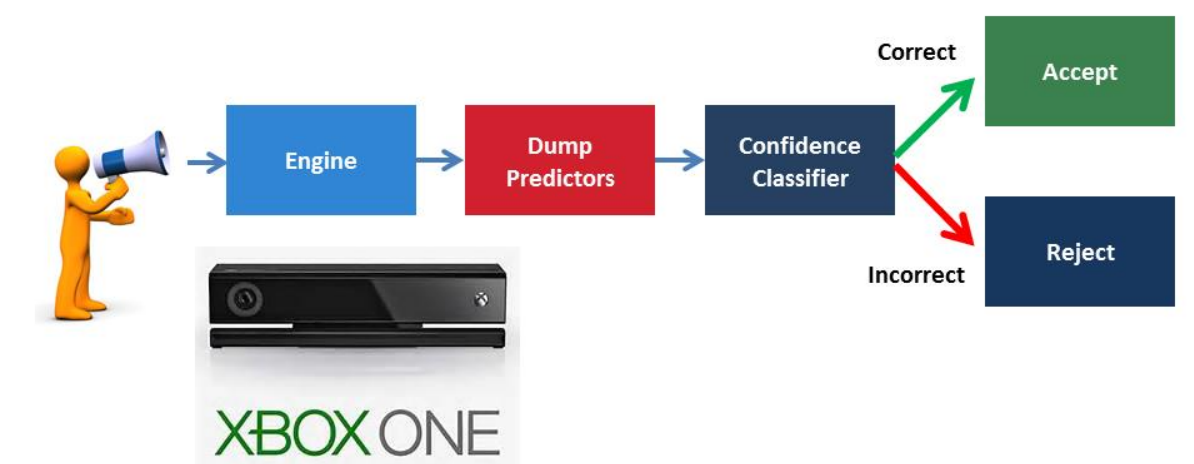 Correct
Accept
Engine
Dump
Predictors
Confidence
Classifier
Incorrect
Reject
XBOX ONE